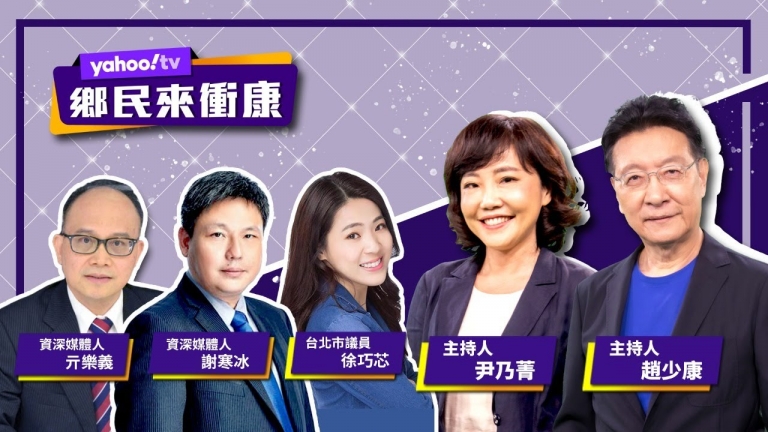 yahoo!tv
鄉民來衝康
資深媒體人
亓樂義
資深媒體人
謝寒冰
台北市議員
徐巧芯
主持人
尹乃菁
主持人
趙少康